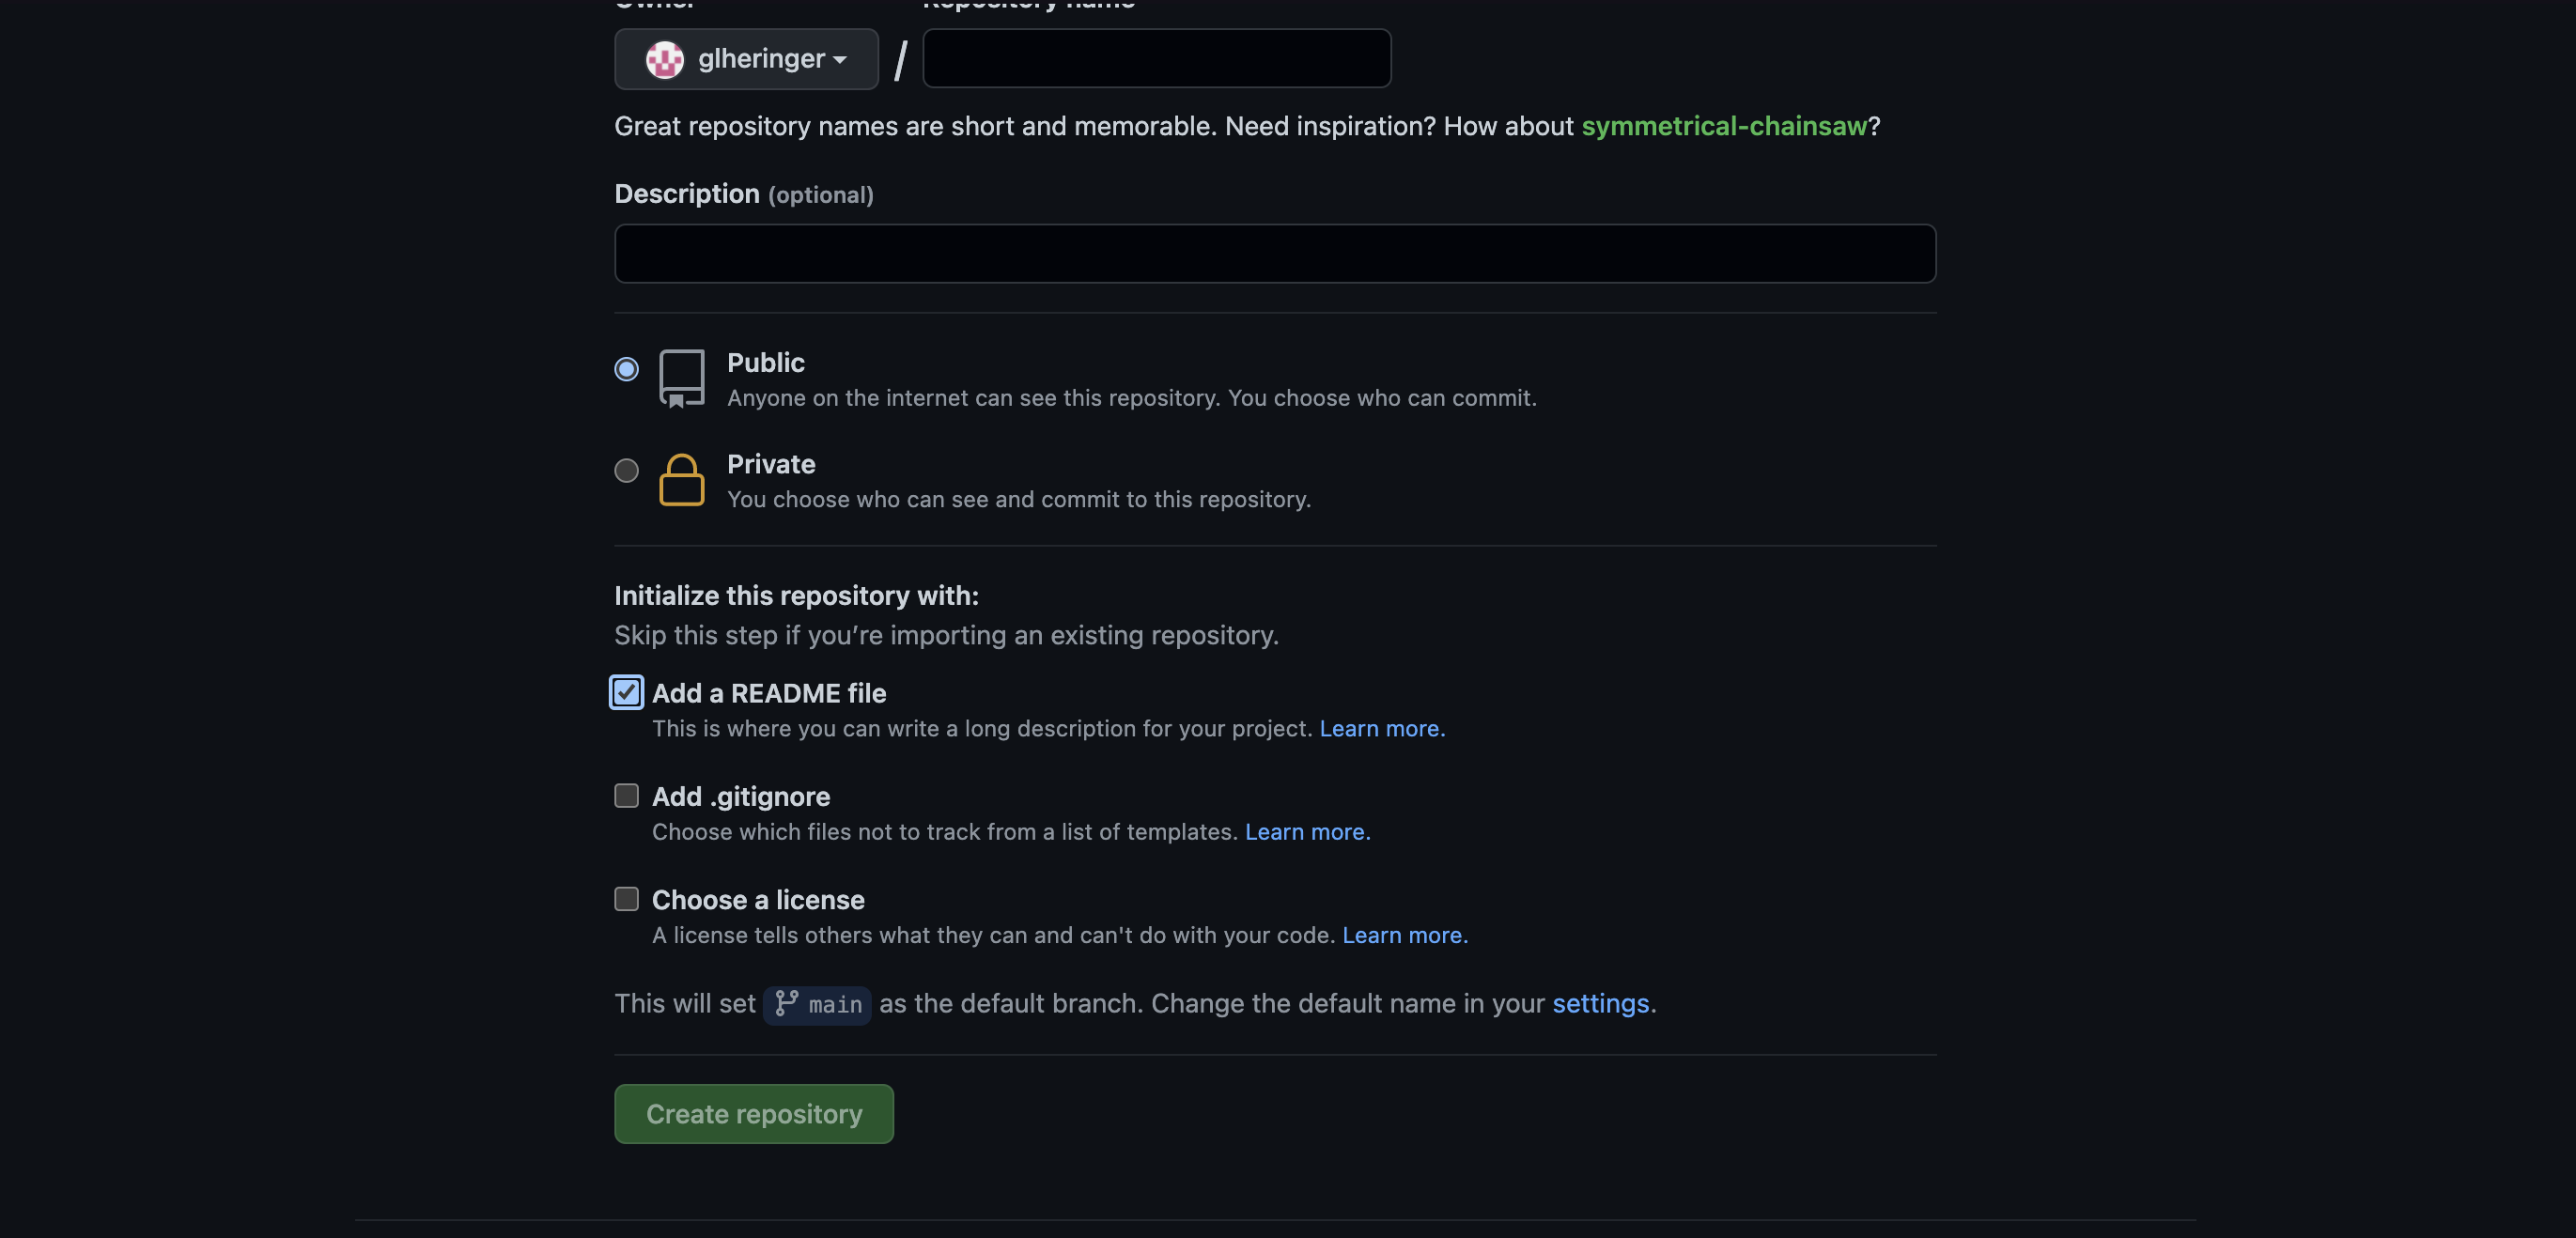 Owner Repository name
glheringer / 
Great repository names are short and memorable. Need inspiration? How about symmetrical-chainsaw?
Description (optional)
Public
Anyone on the internet can see this repository. You choose who can commit.
Private
You choose who can see and commit to this repository.
Initialize this repository with:
Skip this step if you’re importing an existing repository.
Add a README file
This is where you can write a long description for your project. Learn more.
Add .gitignore
Choose which files not to track from a list of templates. Learn more.
Choose a license
A license tells others what they can and can't do with your code. Learn more.
This will set main as the default branch. Change the default name in your settings.
Create repository